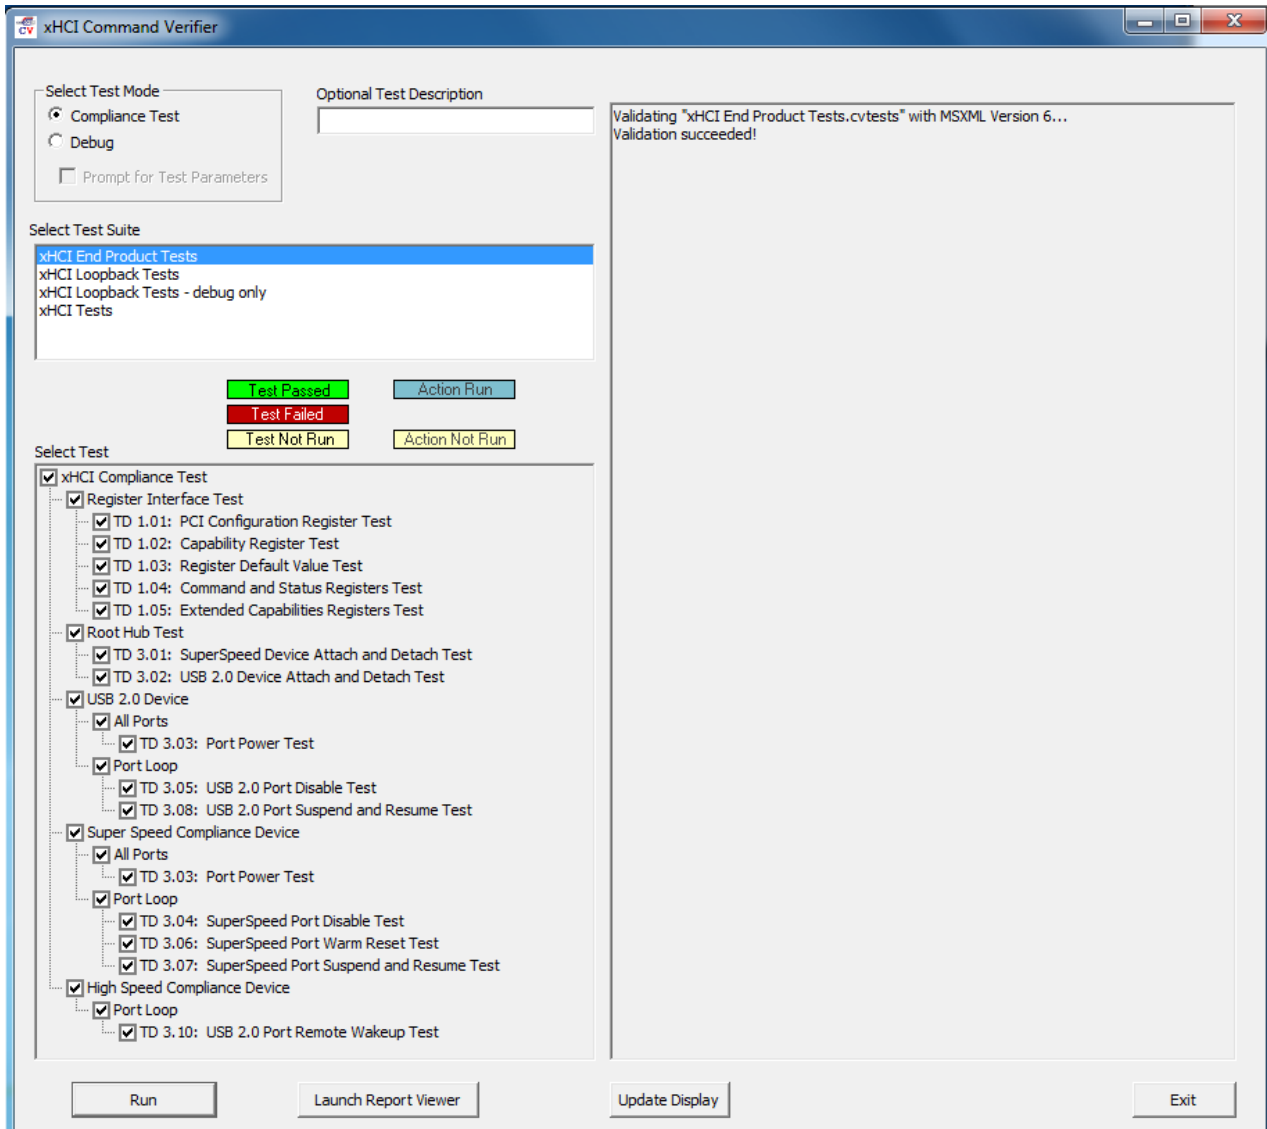 CV xHCI Command Verifier
Select Test Mode
Compliance Test
Debug
Prompt for Test Parameters
Optional Test Description
Validating "xHCI End Product Tests.cvtests" with MSXML Version 6...
Validation succeeded!
Select Test Suite
xHCI End Product Tests
xHCI Loopback Tests
xHCI Loopback Tests - debug only
xHCI Tests
Test Passed Action Run
Test Failed
Test Not Run Action Not Run
Select Test
xHCI Compliance Test
Register Interface Test
TD 1.01: PCI Configuration Register Test
TD 1.02: Capability Register Test
TD 1.03: Register Default Value Test
TD 1.04: Command and Status Registers Test
TD 1.05: Extended Capabilities Registers Test
Root Hub Test
TD 3.01: SuperSpeed Device Attach and Detach Test
TD 3.02: USB 2.0 Device Attach and Detach Test
USB 2.0 Device
All Ports
TD 3.03: Port Power Test
Port Loop
TD 3.05: USB 2.0 Port Disable Test
TD 3.08: USB 2.0 Port Suspend and Resume Test
Super Speed Compliance Device
All Ports
TD 3.03: Port Power Test
Port Loop
TD 3.04: SuperSpeed Port Disable Test
TD 3.06: SuperSpeed Port Warm Reset Test
TD 3.07: SuperSpeed Port Suspend and Resume Test
High Speed Compliance Device
Port Loop
TD 3.10: USB 2.0 Port Remote Wakeup Test
Run Launch Report Viewer Update Display Exit